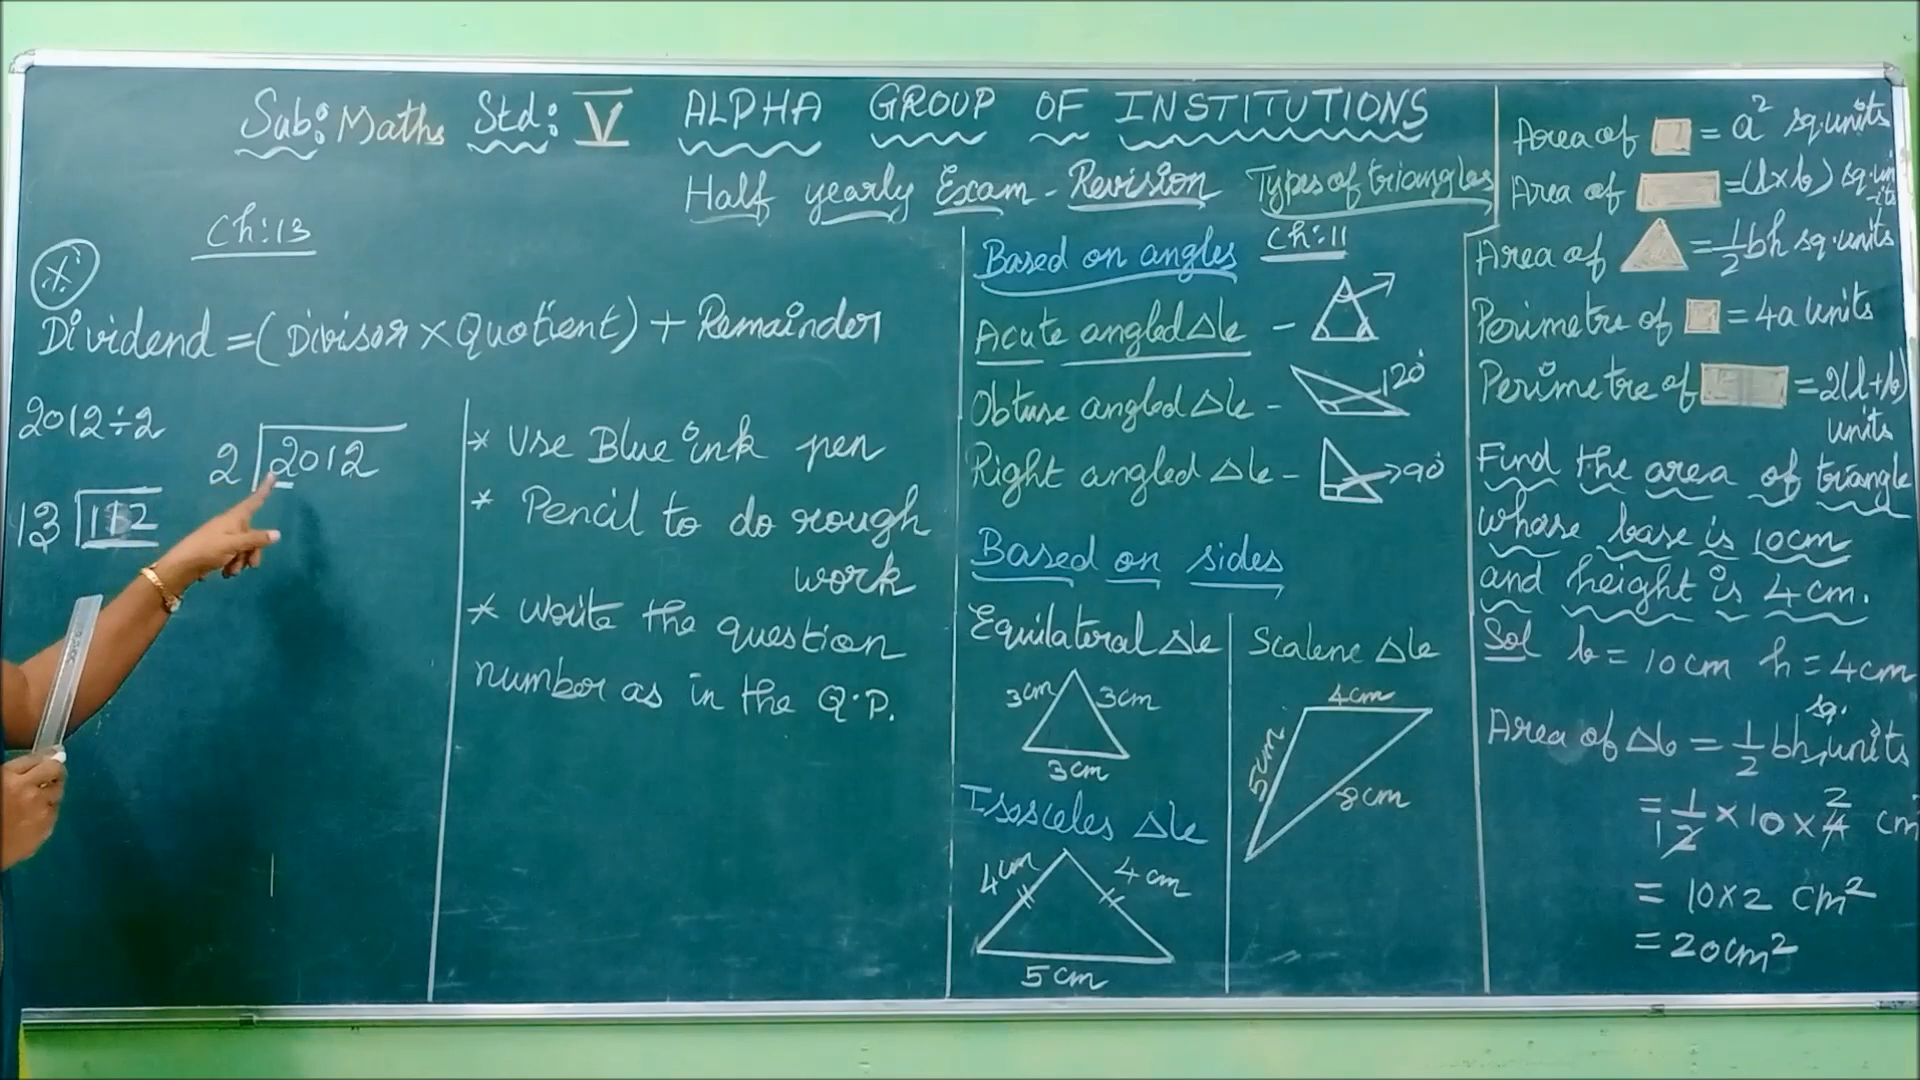 Sub: Maths Std: V ALPHA GROUP OF INSTITUTIONS
Half yearly Exam - Revision
Ch: 13
Dividend = (Divisor × Quotient) + Remainder
2012÷2
2 2012
13 112
* Use Blue ink pen
* Pencil to do rough
work
* Write the question
number as in the Q.P.
Types of triangles
Ch: 11
Based on angles
Acute angled △le -
Obtuse angled △le - 120°
Right angled △le - 90°
Based on sides
Equilateral △le
3cm 3cm
3cm
Isosceles △le
4cm 4cm
5cm
Scalene △le
4cm
5cm
8cm
Area of = a² sq.units
Area of = (l×b) sq.un
its
Area of = 1/2 bh sq.units
Perimetre of = 4a units
Perimetre of = 2(l+b)
units
Find the area of triangle
whose base is 10cm
and height is 4cm.
Sol b = 10cm h = 4cm
Area of △le = 1/2 bh sq. units
= 1/2 × 10 × 4 cm
1 2
= 10×2 cm²
= 20cm²